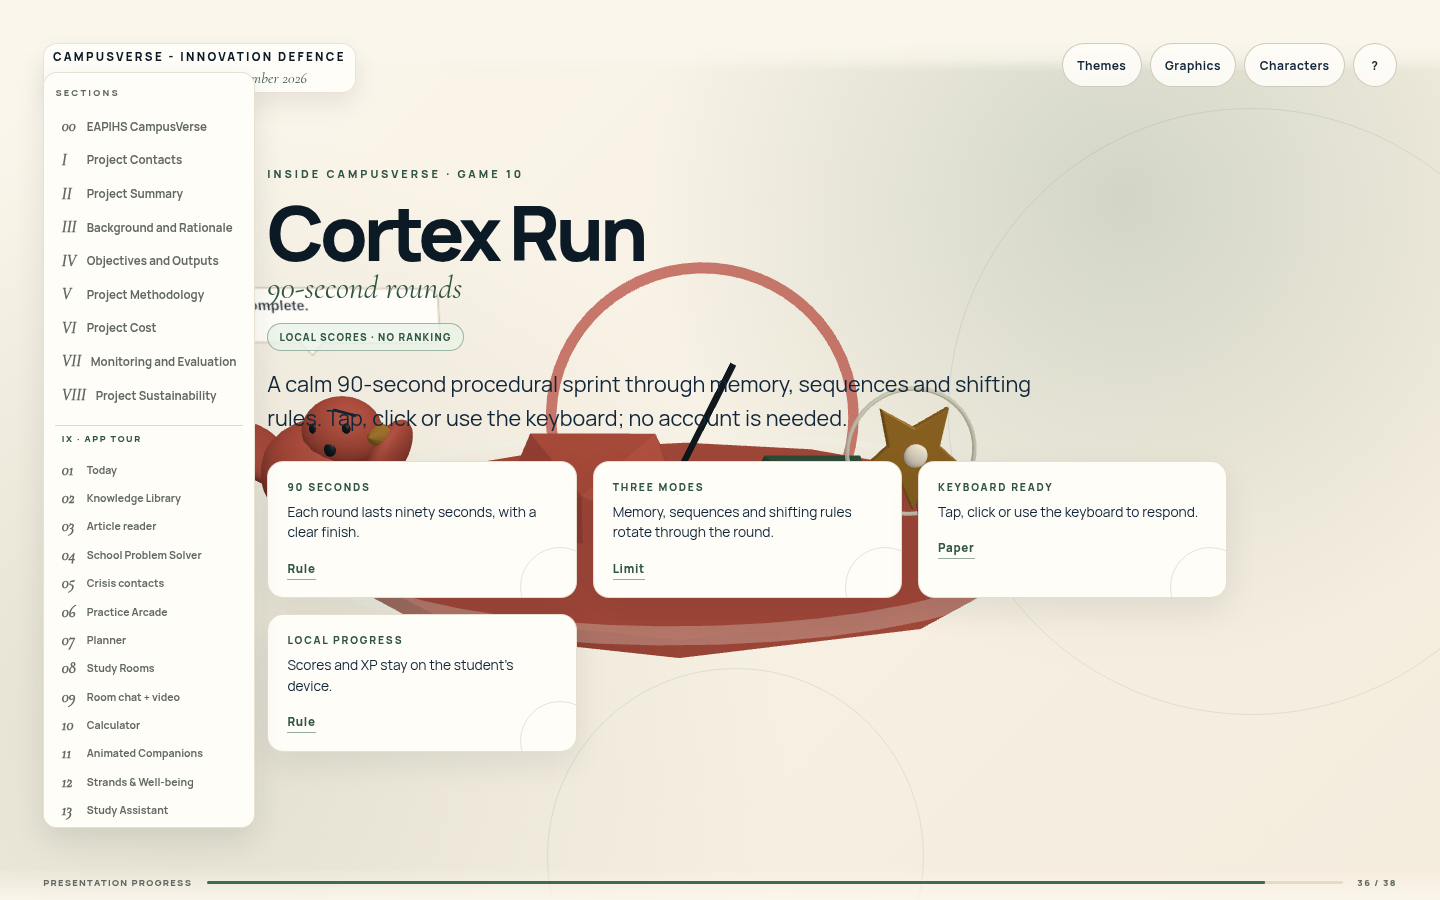 CAMPUSVERSE - INNOVATION DEFENCE
mber 2026
Themes
Graphics
Characters
?
SECTIONS
00 EAPIHS CampusVerse
I Project Contacts
II Project Summary
III Background and Rationale
IV Objectives and Outputs
V Project Methodology
VI Project Cost
VII Monitoring and Evaluation
VIII Project Sustainability
IX · APP TOUR
01 Today
02 Knowledge Library
03 Article reader
04 School Problem Solver
05 Crisis contacts
06 Practice Arcade
07 Planner
08 Study Rooms
09 Room chat + video
10 Calculator
11 Animated Companions
12 Strands & Well-being
13 Study Assistant
INSIDE CAMPUSVERSE · GAME 10
Cortex Run
90-second rounds
omplete.
LOCAL SCORES · NO RANKING
A calm 90-second procedural sprint through memory, sequences and shifting
rules. Tap, click or use the keyboard; no account is needed.
90 SECONDS
Each round lasts ninety seconds, with a
clear finish.
Rule
THREE MODES
Memory, sequences and shifting rules
rotate through the round.
Limit
KEYBOARD READY
Tap, click or use the keyboard to respond.
Paper
LOCAL PROGRESS
Scores and XP stay on the student's
device.
Rule
PRESENTATION PROGRESS
36 / 38